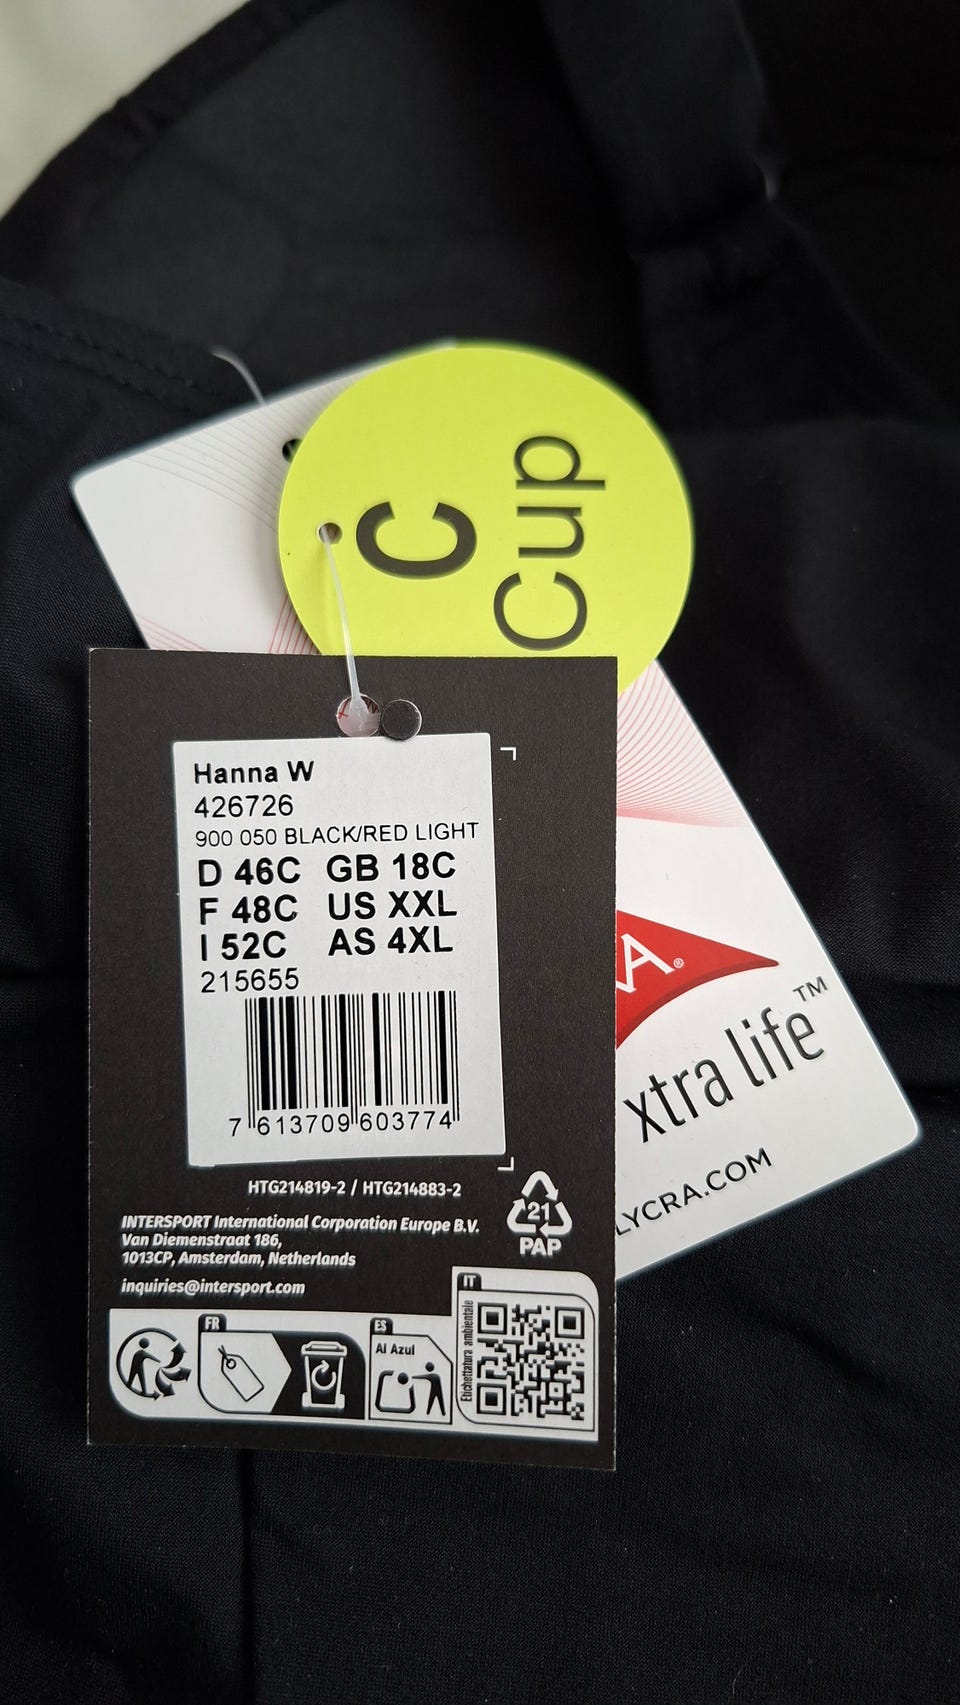 C
Cup
Hanna W
426726
900 050 BLACK/RED LIGHT
D 46C GB 18C
F 48C US XXL
I 52C AS 4XL
215655
7 613709 603774
HTG214819-2 / HTG214883-2
INTERSPORT International Corporation Europe B.V.
Van Diemenstraat 186,
1013CP, Amsterdam, Netherlands
inquiries@intersport.com
21
PAP
FR
ES
Al Azul
IT
Etichettatura ambientale
RA®
xtra life™
LYCRA.COM